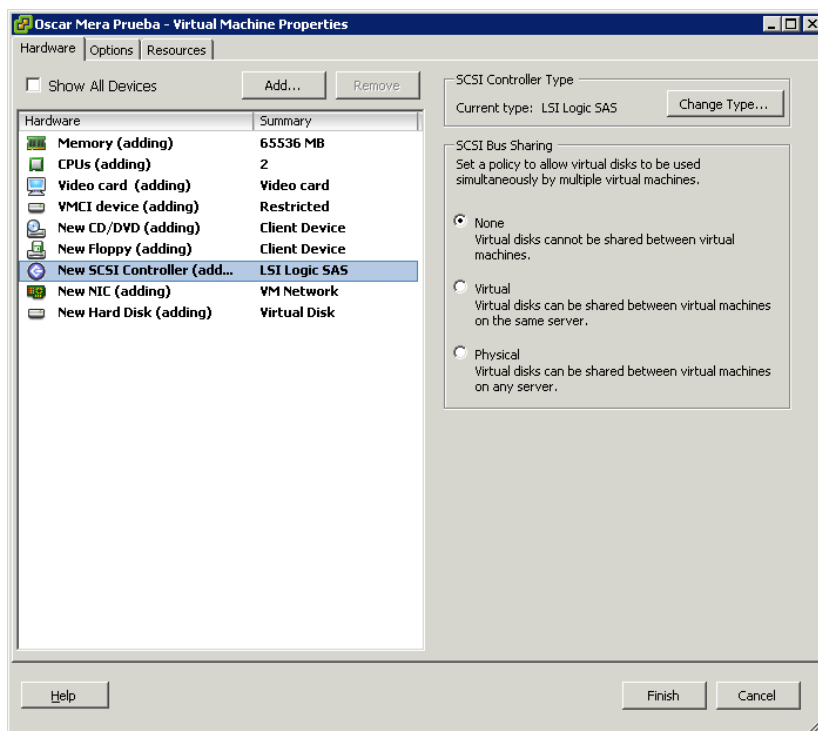 Oscar Mera Prueba - Virtual Machine Properties
Hardware Options Resources
Show All Devices Add... Remove
Hardware Summary
Memory (adding) 65536 MB
CPUs (adding) 2
Video card (adding) Video card
VMCI device (adding) Restricted
New CD/DVD (adding) Client Device
New Floppy (adding) Client Device
New SCSI Controller (add... LSI Logic SAS
New NIC (adding) VM Network
New Hard Disk (adding) Virtual Disk
SCSI Controller Type
Current type: LSI Logic SAS Change Type...
SCSI Bus Sharing
Set a policy to allow virtual disks to be used
simultaneously by multiple virtual machines.
None
Virtual disks cannot be shared between virtual
machines.
Virtual
Virtual disks can be shared between virtual machines
on the same server.
Physical
Virtual disks can be shared between virtual machines
on any server.
Help Finish Cancel